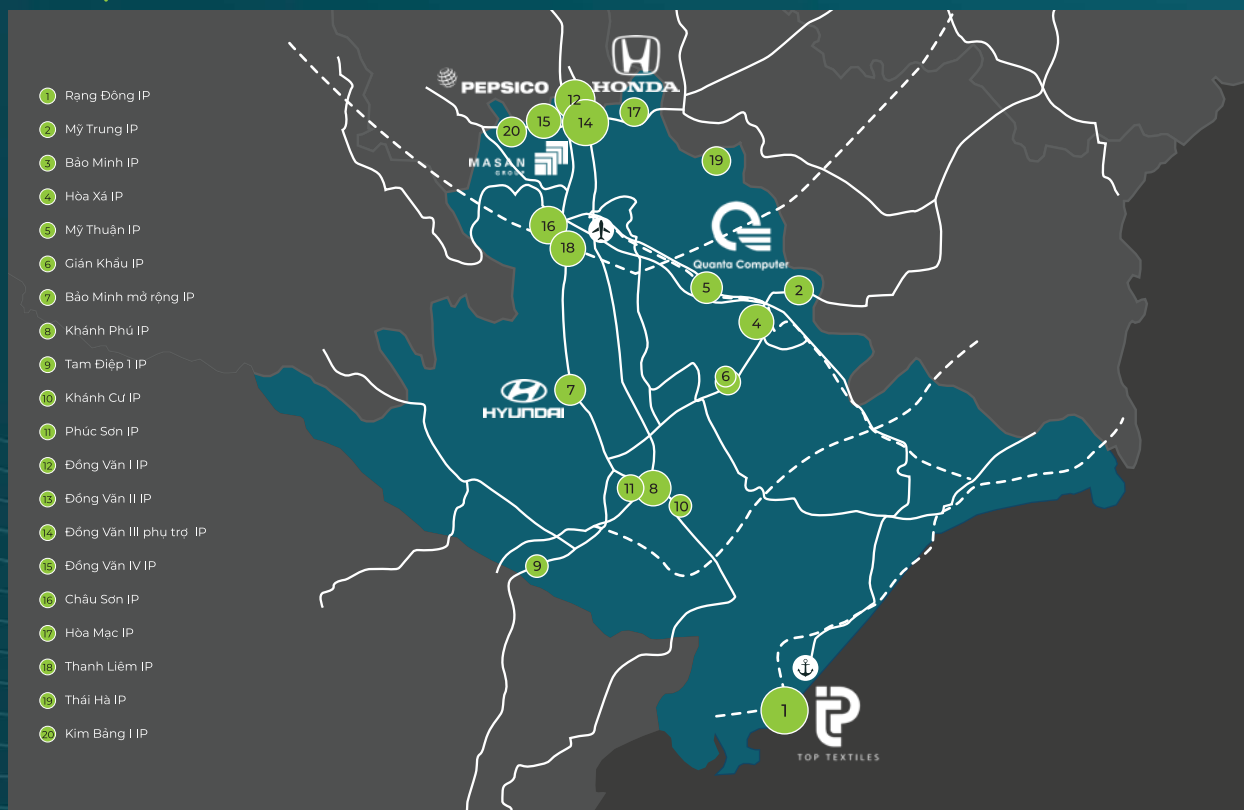 1 Rạng Đông IP
2 Mỹ Trung IP
3 Bảo Minh IP
4 Hòa Xá IP
5 Mỹ Thuận IP
6 Gián Khẩu IP
7 Bảo Minh mở rộng IP
8 Khánh Phú IP
9 Tam Điệp 1 IP
10 Khánh Cư IP
11 Phúc Sơn IP
12 Đồng Văn I IP
13 Đồng Văn II IP
14 Đồng Văn III phụ trợ IP
15 Đồng Văn IV IP
16 Châu Sơn IP
17 Hòa Mạc IP
18 Thanh Liêm IP
19 Thái Hà IP
20 Kim Bảng I IP
PEPSICO
HONDA
12
17
15
14
20
MASAN
GROUP
19
16
18
Quanta Computer
5
2
4
6
7
HYUNDAI
11
8
10
9
1
TOP TEXTILES